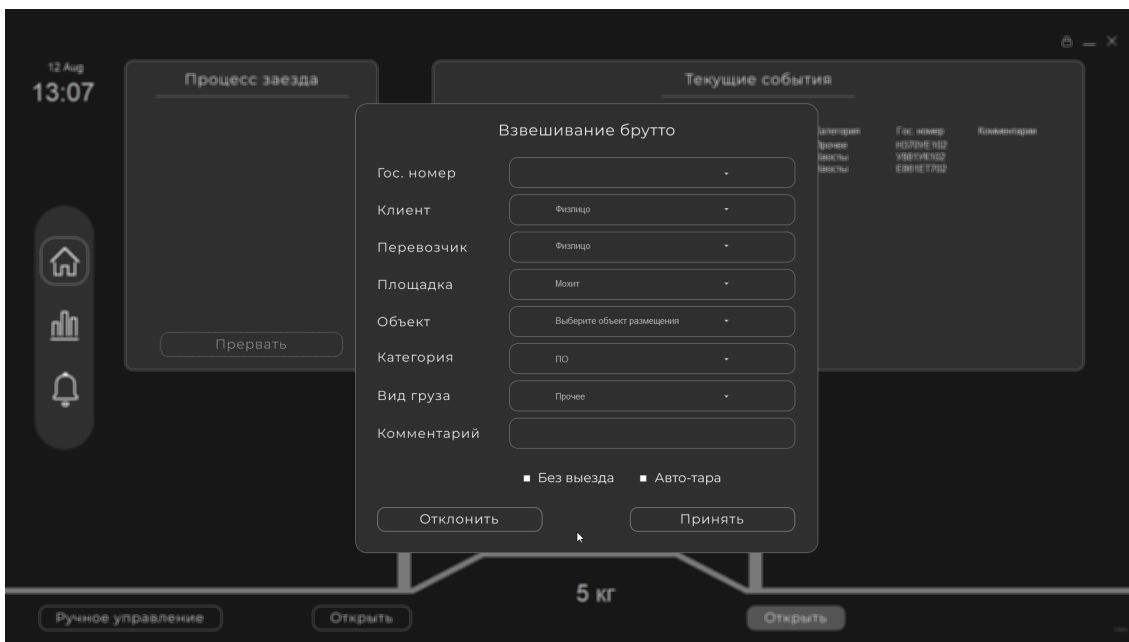 12 Aug
13:07
Процесс заезда
Прервать
Текущие события
Категория Гос. номер Комментарии
Прочее
Хвосты
Хвосты
Взвешивание брутто
Гос. номер
Клиент Физлицо
Перевозчик Физлицо
Площадка Мохит
Объект Выберите объект размещения
Категория ПО
Вид груза Прочее
Комментарий
Без выезда Авто-тара
Отклонить Принять
5 кг
Ручное управление Открыть Открыть